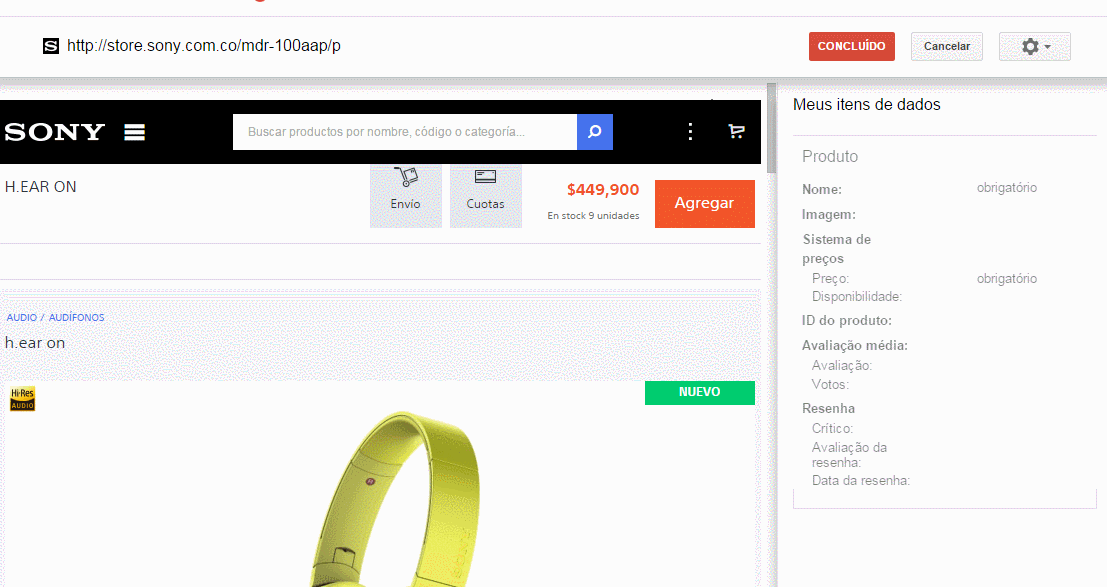 http://store.sony.com.co/mdr-100aap/p
CONCLUÍDO
Cancelar
SONY
Buscar productos por nombre, código o categoría...
H.EAR ON
Envío
Cuotas
$449,900
En stock 9 unidades
Agregar
AUDIO / AUDÍFONOS
h.ear on
Hi-Res
AUDIO
NUEVO
Meus itens de dados
Produto
Nome: obrigatório
Imagem:
Sistema de
preços
Preço: obrigatório
Disponibilidade:
ID do produto:
Avaliação média:
Avaliação:
Votos:
Resenha
Crítico:
Avaliação da
resenha:
Data da resenha: